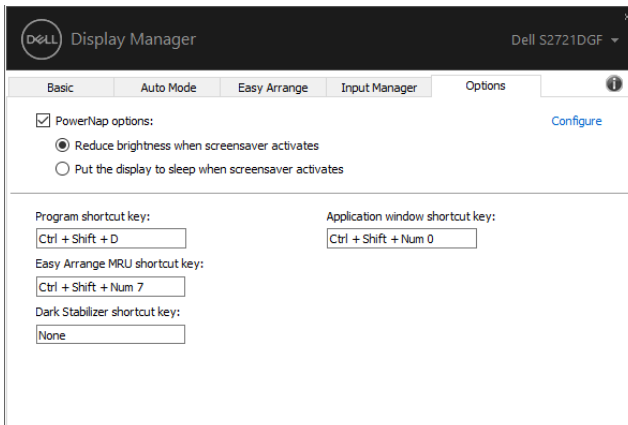 DELL Display Manager Dell S2721DGF
Basic Auto Mode Easy Arrange Input Manager Options
PowerNap options: Configure
Reduce brightness when screensaver activates
Put the display to sleep when screensaver activates
Program shortcut key: Application window shortcut key:
Ctrl + Shift + D Ctrl + Shift + Num 0
Easy Arrange MRU shortcut key:
Ctrl + Shift + Num 7
Dark Stabilizer shortcut key:
None